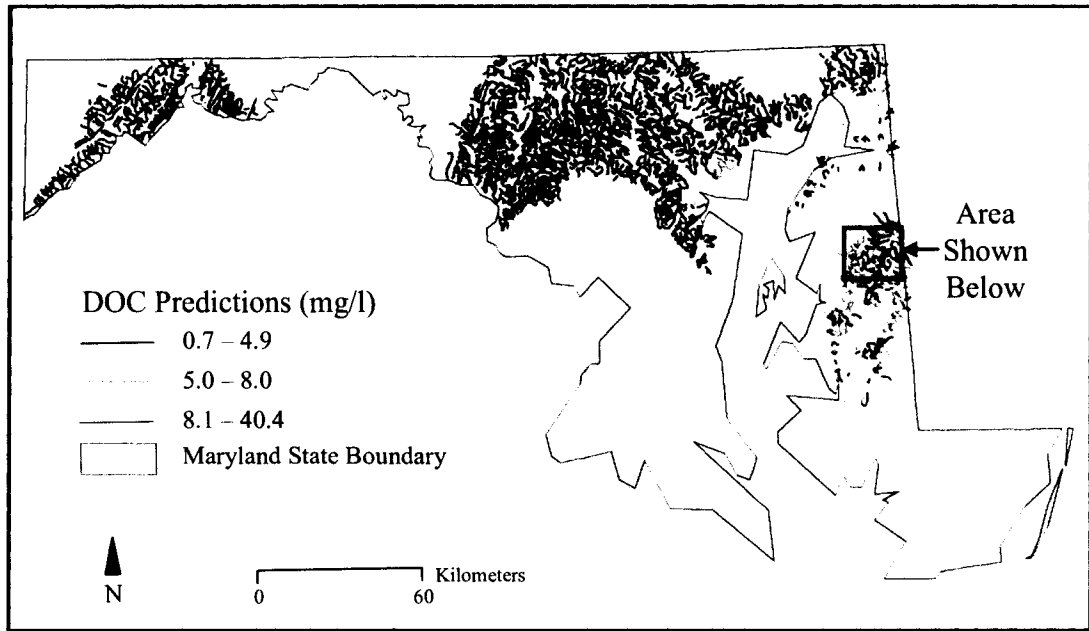 Area
Shown
Below
DOC Predictions (mg/l)
0.7 – 4.9
5.0 – 8.0
8.1 – 40.4
Maryland State Boundary
N
Kilometers
0 60